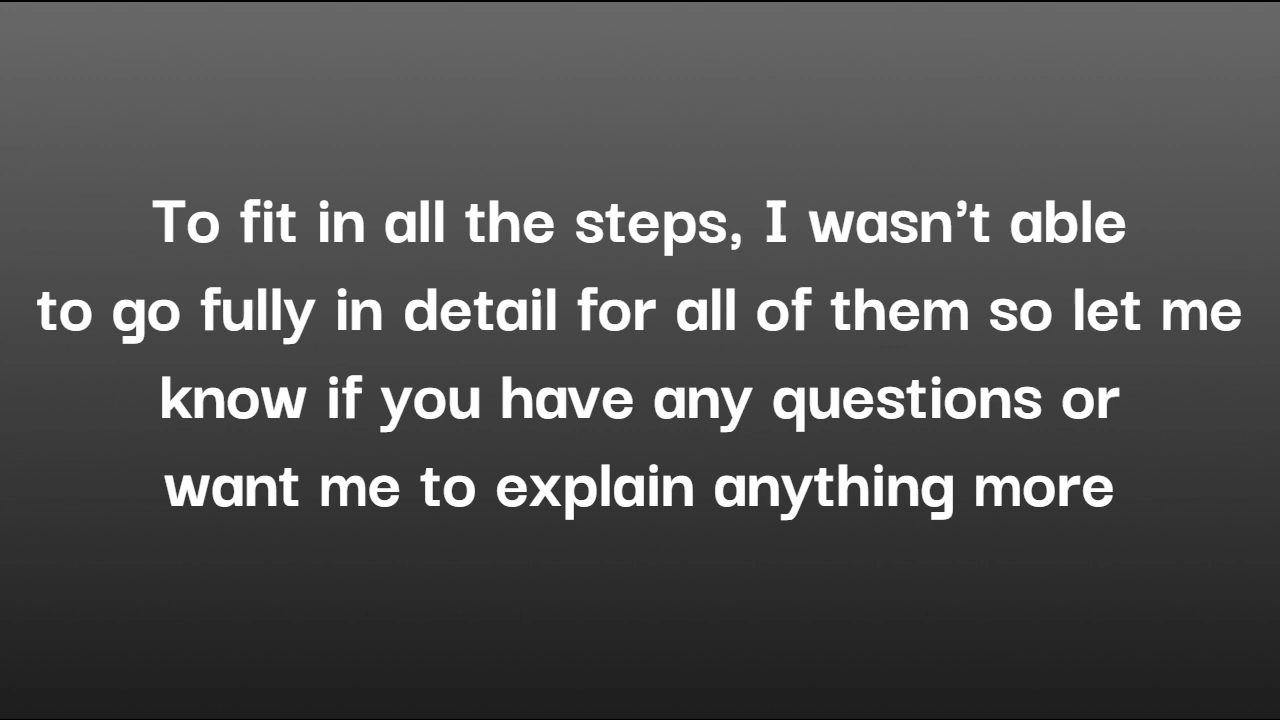 To fit in all the steps, I wasn’t able
to go fully in detail for all of them so let me
know if you have any questions or
want me to explain anything more